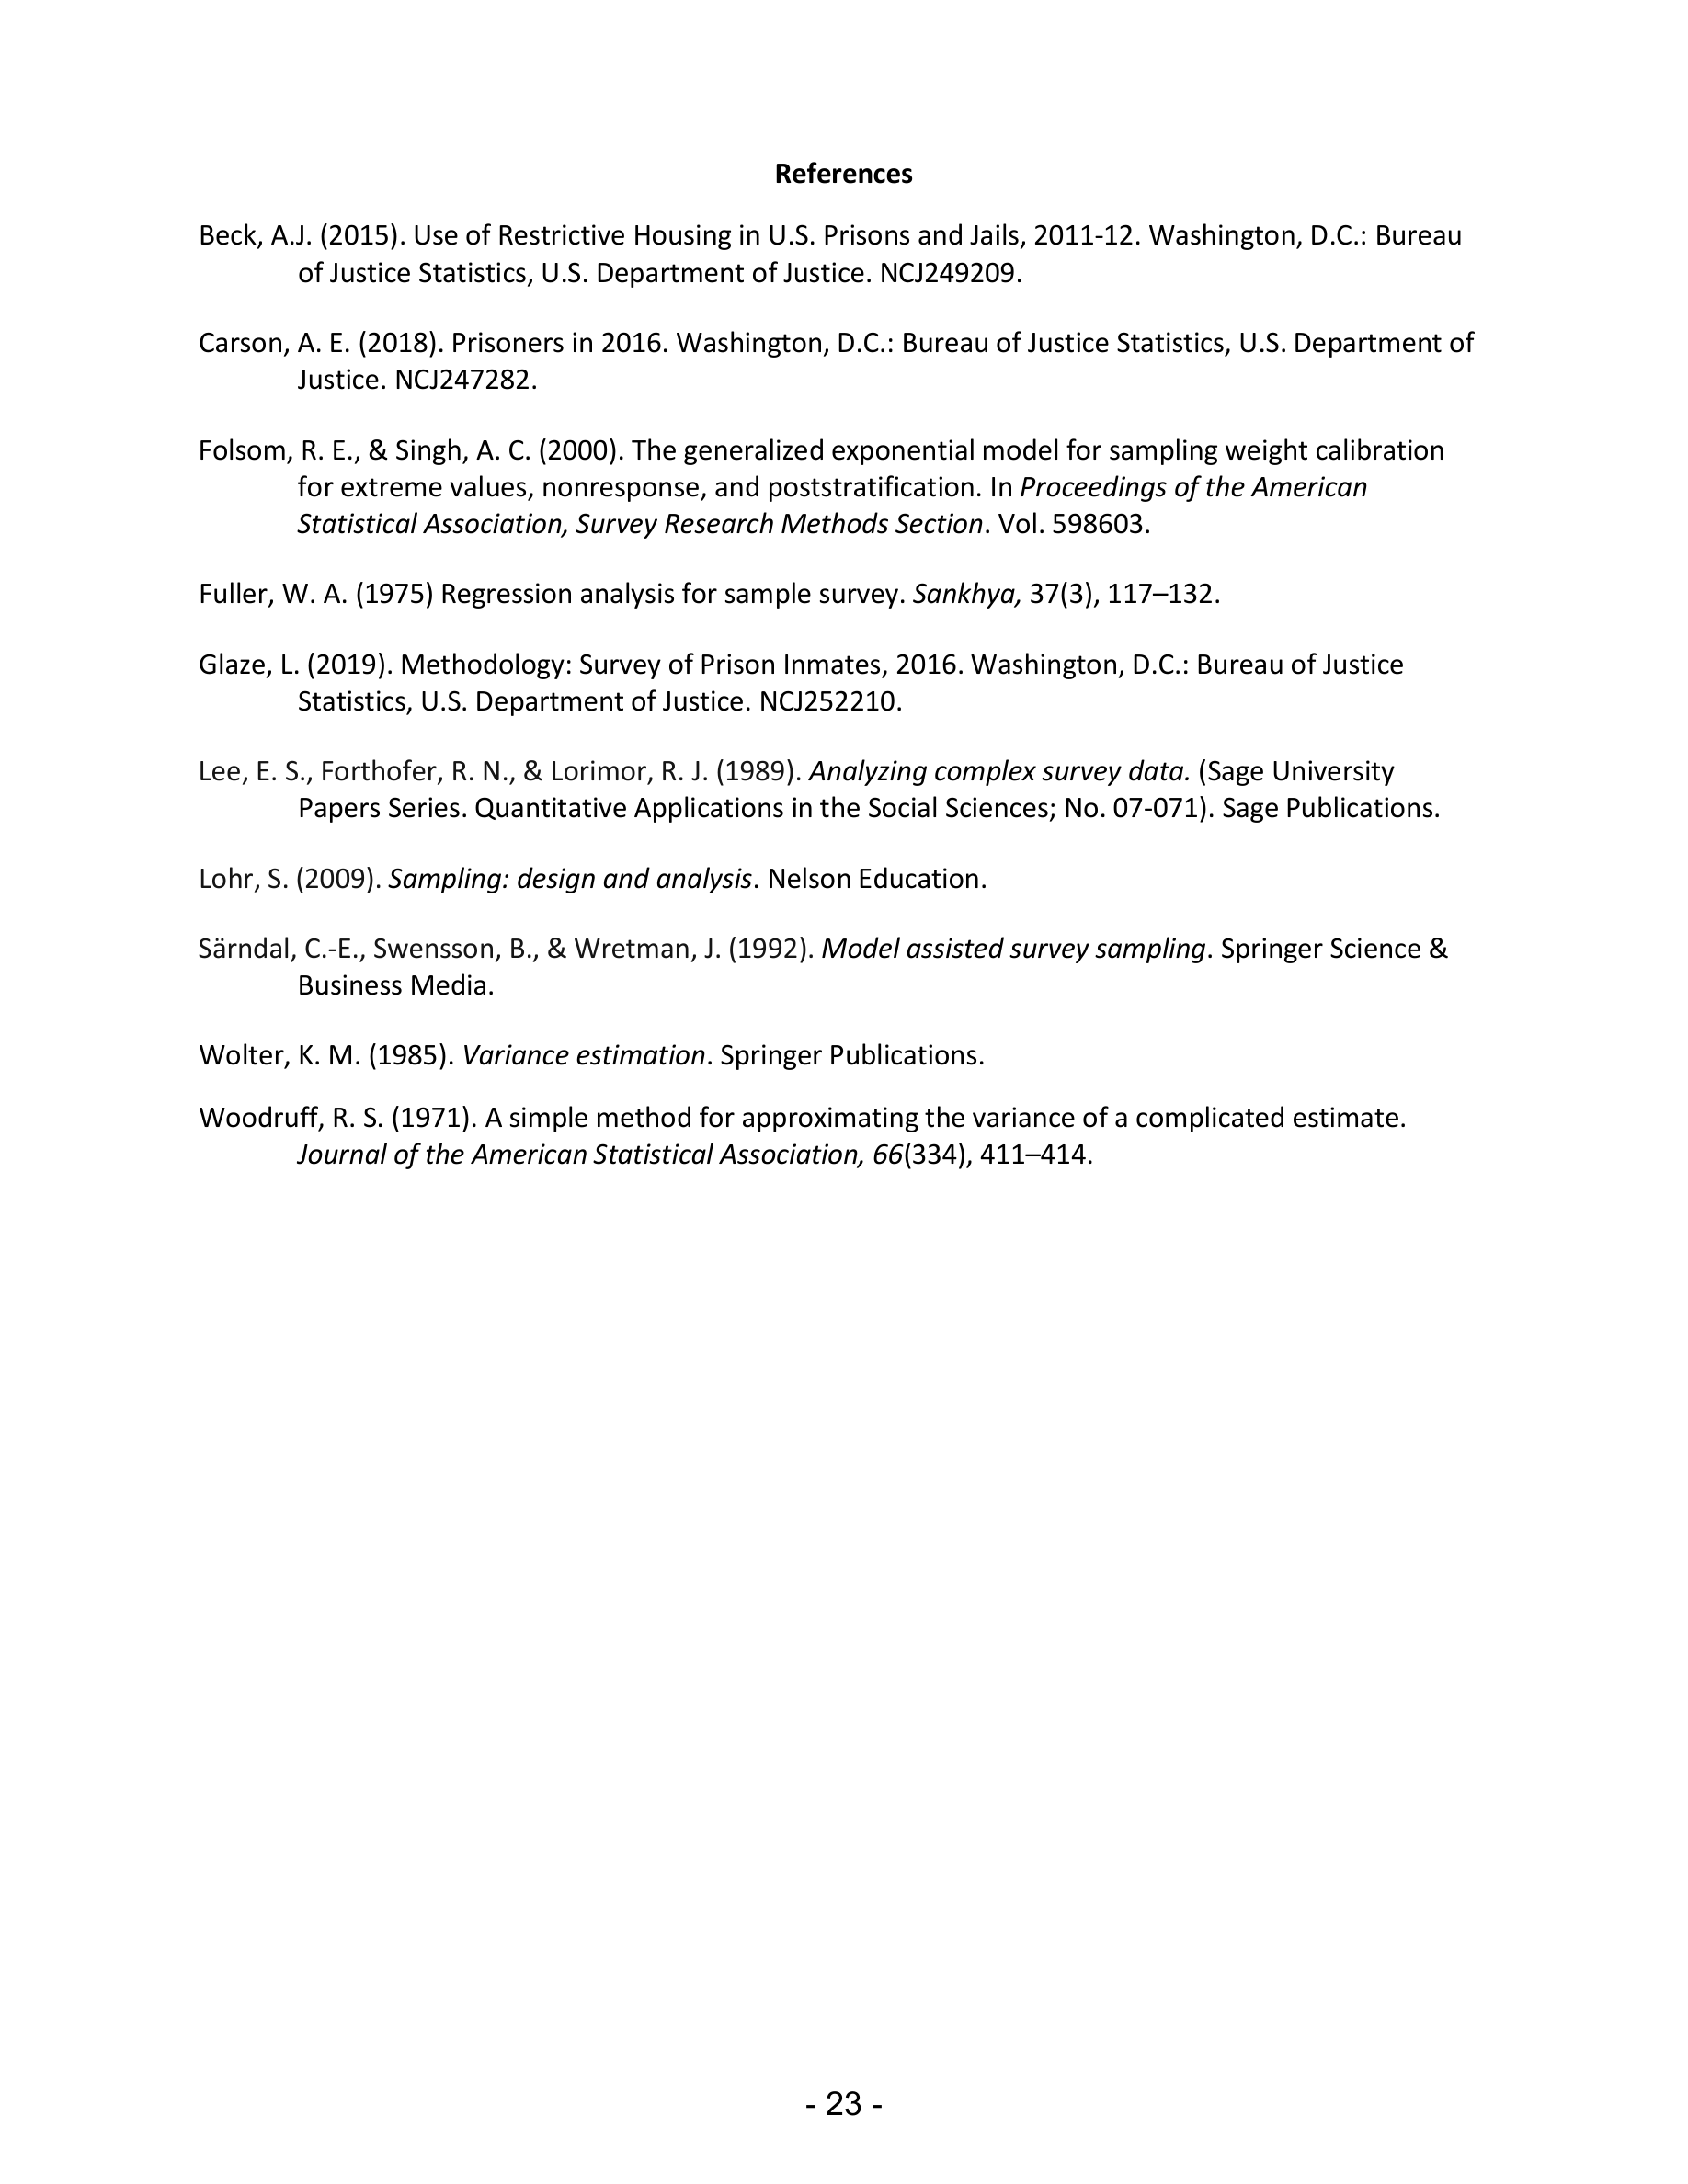 References
Beck, A.J. (2015). Use of Restrictive Housing in U.S. Prisons and Jails, 2011-12. Washington, D.C.: Bureau
of Justice Statistics, U.S. Department of Justice. NCJ249209.
Carson, A. E. (2018). Prisoners in 2016. Washington, D.C.: Bureau of Justice Statistics, U.S. Department of
Justice. NCJ247282.
Folsom, R. E., & Singh, A. C. (2000). The generalized exponential model for sampling weight calibration
for extreme values, nonresponse, and poststratification. In Proceedings of the American
Statistical Association, Survey Research Methods Section. Vol. 598603.
Fuller, W. A. (1975) Regression analysis for sample survey. Sankhya, 37(3), 117–132.
Glaze, L. (2019). Methodology: Survey of Prison Inmates, 2016. Washington, D.C.: Bureau of Justice
Statistics, U.S. Department of Justice. NCJ252210.
Lee, E. S., Forthofer, R. N., & Lorimor, R. J. (1989). Analyzing complex survey data. (Sage University
Papers Series. Quantitative Applications in the Social Sciences; No. 07-071). Sage Publications.
Lohr, S. (2009). Sampling: design and analysis. Nelson Education.
Särndal, C.-E., Swensson, B., & Wretman, J. (1992). Model assisted survey sampling. Springer Science &
Business Media.
Wolter, K. M. (1985). Variance estimation. Springer Publications.
Woodruff, R. S. (1971). A simple method for approximating the variance of a complicated estimate.
Journal of the American Statistical Association, 66(334), 411–414.
- 23 -